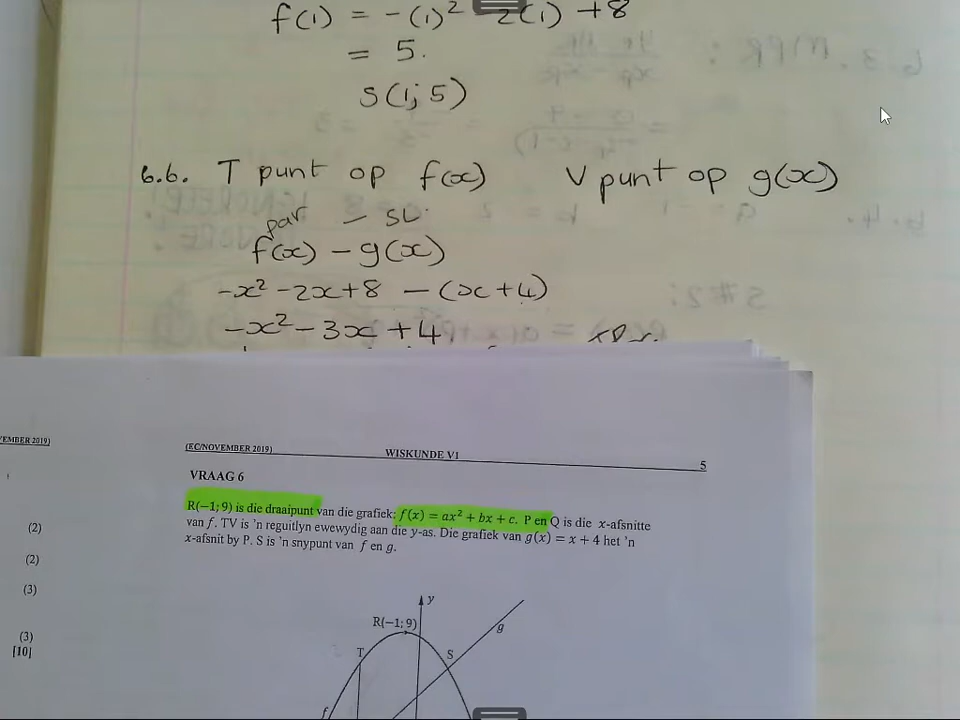 f(1) = -(1)² - 2(1) + 8
= 5.
S(1; 5)
6.6. T punt op f(x) V punt op g(x)
par - SL.
f(x) - g(x)
-x² - 2x + 8 - (x + 4)
-x² - 3x + 4
VEMBER 2019)
(EC/NOVEMBER 2019) WISKUNDE V1 5
VRAAG 6
R(−1; 9) is die draaipunt van die grafiek: f(x) = ax² + bx + c. P en Q is die x-afsnitte
van f. TV is 'n reguitlyn ewewydig aan die y-as. Die grafiek van g(x) = x + 4 het 'n
x-afsnit by P. S is 'n snypunt van f en g.
(2)
(2)
(3)
(3)
[10]
y
R(−1; 9)
g
T
S
f